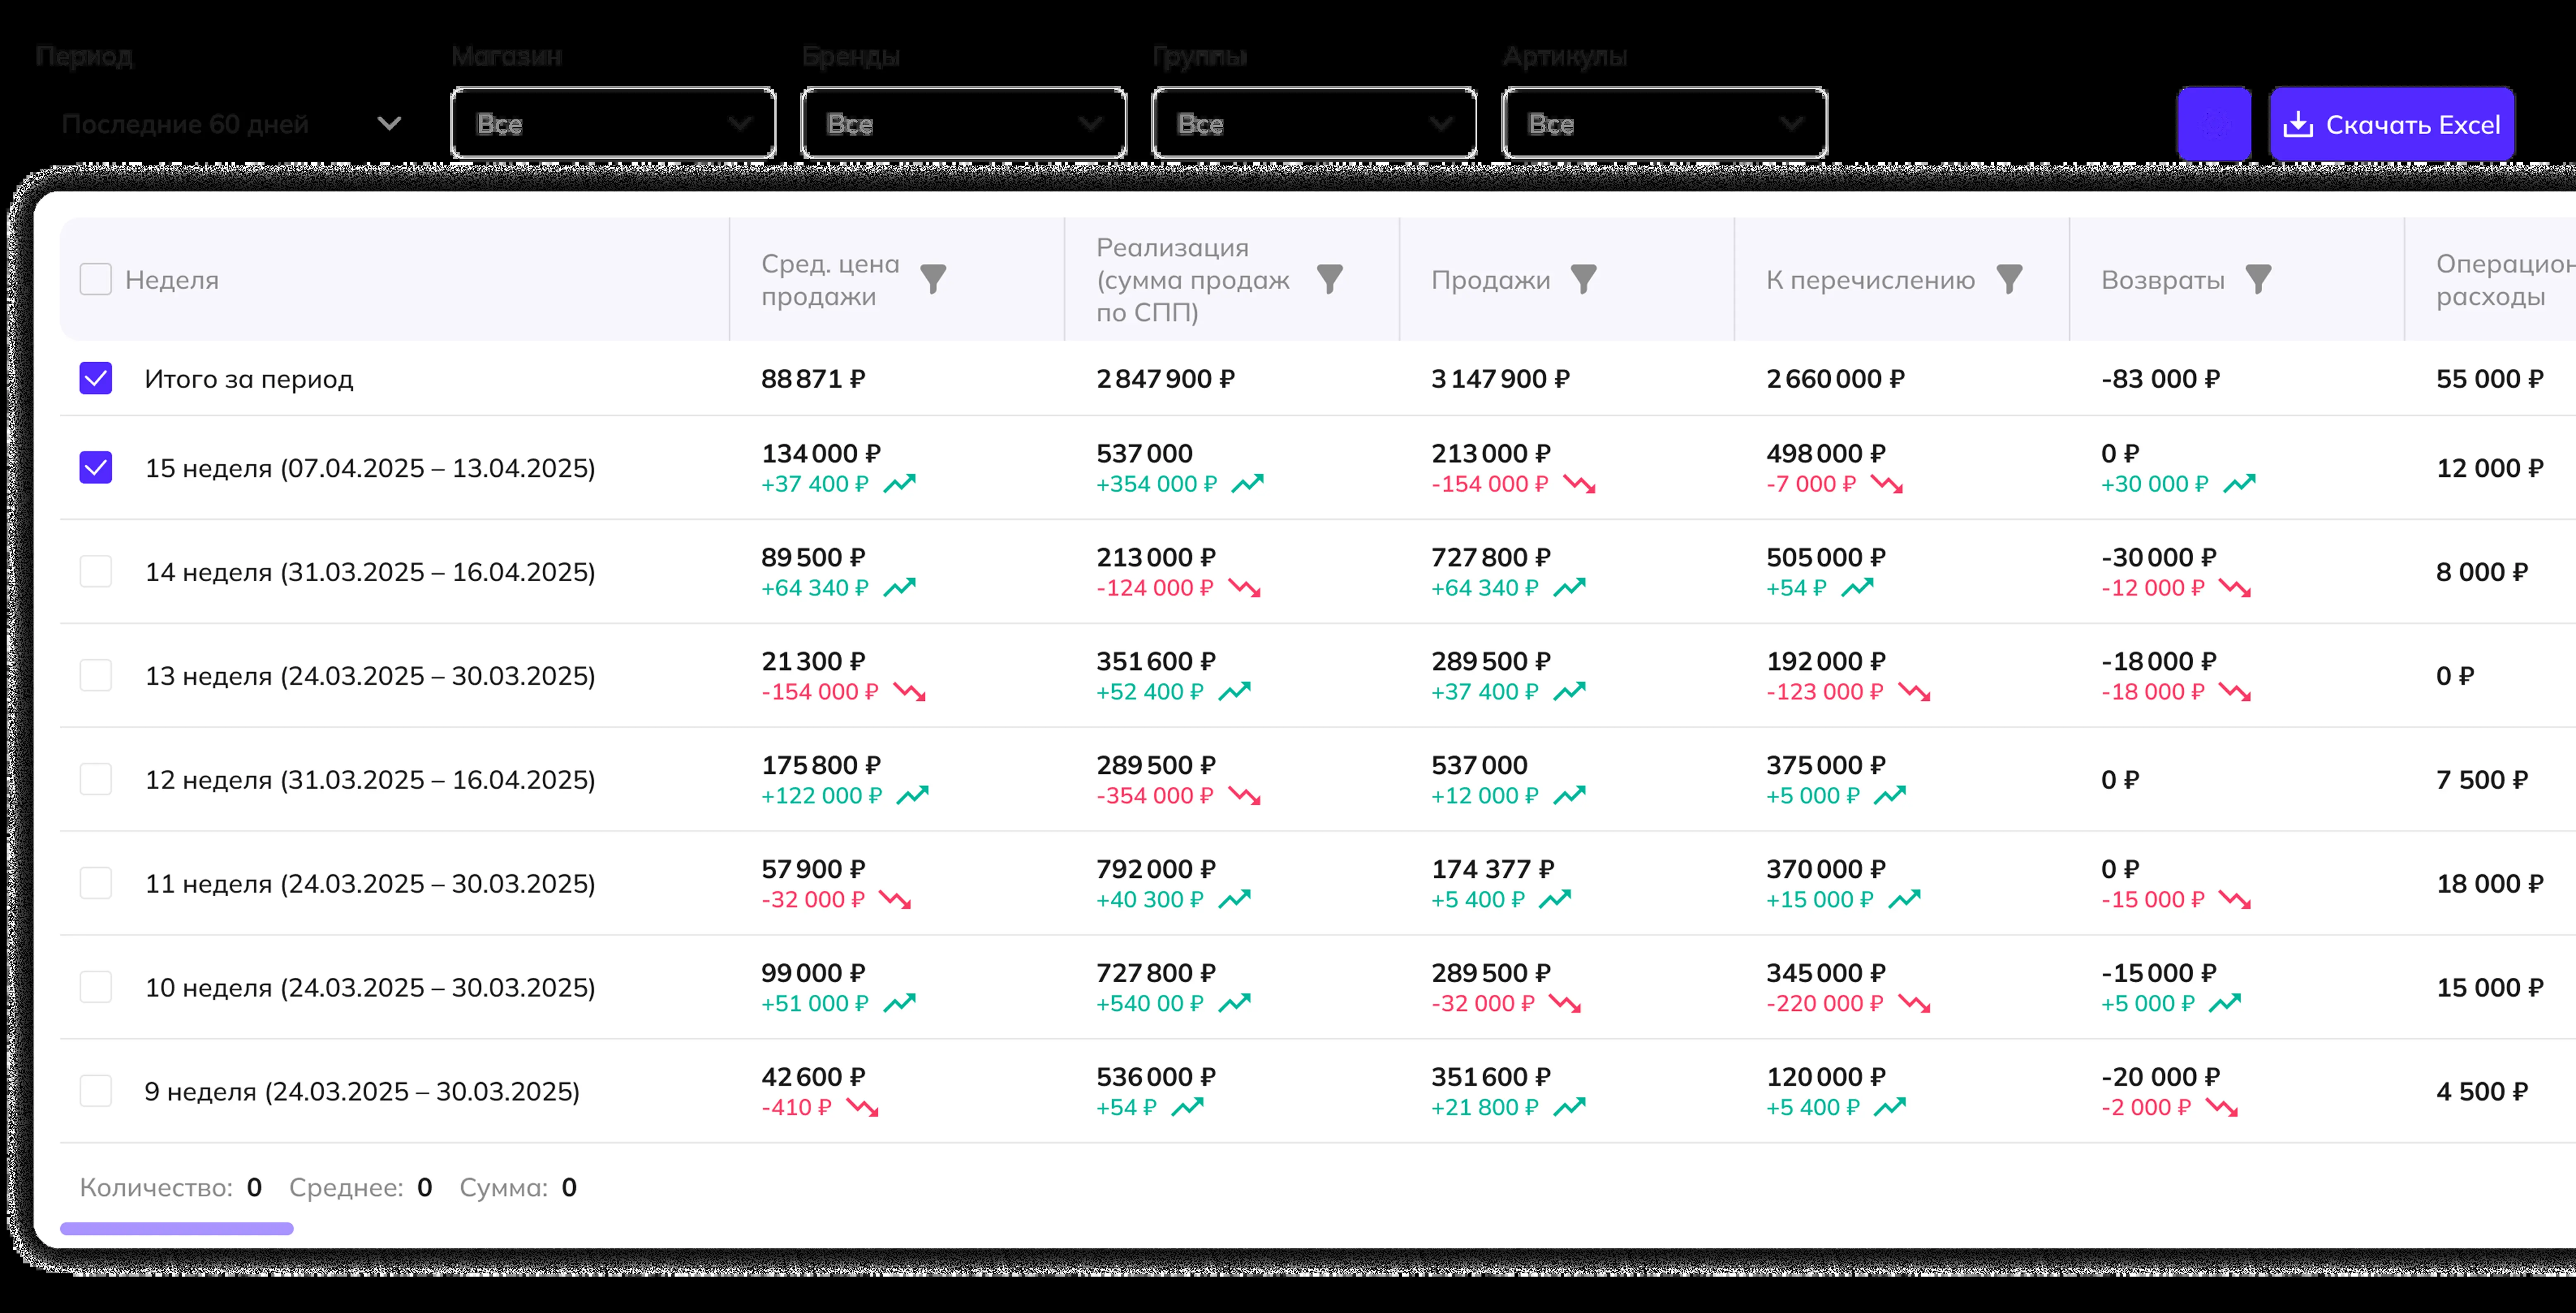 Период Магазин Бренды Группы Артикулы
Последние 60 дней Все Все Все Все Скачать Excel
Неделя
Сред. цена
продажи
Реализация
(сумма продаж
по СПП)
Продажи
К перечислению
Возвраты
расходы
Итого за период 88 871 ₽ 2 847 900 ₽ 3 147 900 ₽ 2 660 000 ₽ -83 000 ₽ 55 000 ₽
15 неделя (07.04.2025 – 13.04.2025) 134 000 ₽ 537 000 213 000 ₽ 498 000 ₽ 0 ₽ 12 000 ₽
+37 400 ₽ +354 000 ₽ -154 000 ₽ -7 000 ₽ +30 000 ₽
14 неделя (31.03.2025 – 16.04.2025) 89 500 ₽ 213 000 ₽ 727 800 ₽ 505 000 ₽ -30 000 ₽ 8 000 ₽
+64 340 ₽ -124 000 ₽ +64 340 ₽ +54 ₽ -12 000 ₽
13 неделя (24.03.2025 – 30.03.2025) 21 300 ₽ 351 600 ₽ 289 500 ₽ 192 000 ₽ -18 000 ₽ 0 ₽
-154 000 ₽ +52 400 ₽ +37 400 ₽ -123 000 ₽ -18 000 ₽
12 неделя (31.03.2025 – 16.04.2025) 175 800 ₽ 289 500 ₽ 537 000 375 000 ₽ 0 ₽ 7 500 ₽
+122 000 ₽ -354 000 ₽ +12 000 ₽ +5 000 ₽
11 неделя (24.03.2025 – 30.03.2025) 57 900 ₽ 792 000 ₽ 174 377 ₽ 370 000 ₽ 0 ₽ 18 000 ₽
-32 000 ₽ +40 300 ₽ +5 400 ₽ +15 000 ₽ -15 000 ₽
10 неделя (24.03.2025 – 30.03.2025) 99 000 ₽ 727 800 ₽ 289 500 ₽ 345 000 ₽ -15 000 ₽ 15 000 ₽
+51 000 ₽ +540 00 ₽ -32 000 ₽ -220 000 ₽ +5 000 ₽
9 неделя (24.03.2025 – 30.03.2025) 42 600 ₽ 536 000 ₽ 351 600 ₽ 120 000 ₽ -20 000 ₽ 4 500 ₽
-410 ₽ +54 ₽ +21 800 ₽ +5 400 ₽ -2 000 ₽
Количество: 0 Среднее: 0 Сумма: 0